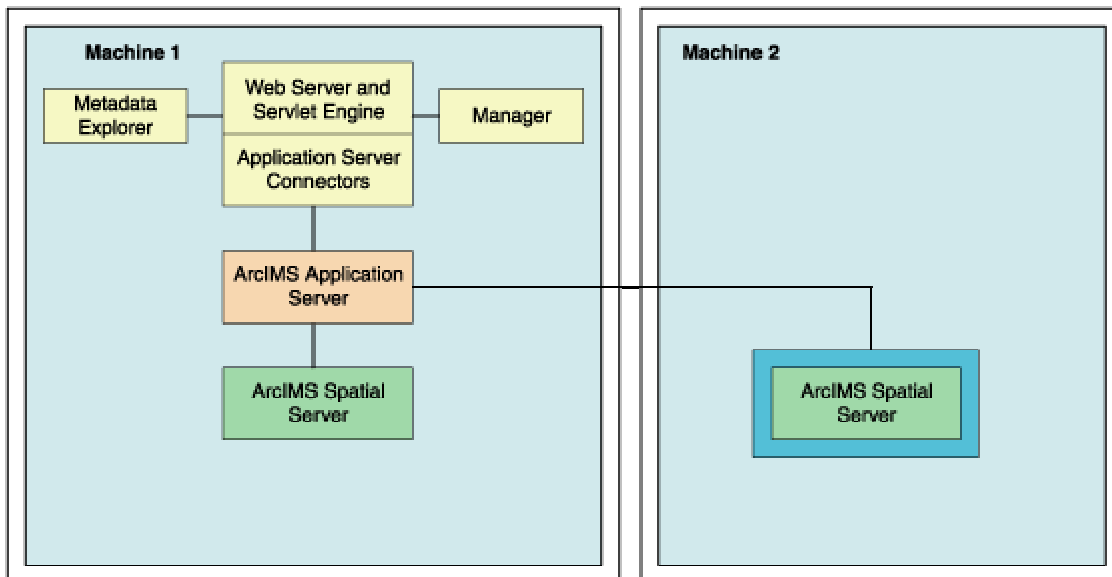 Machine 1
Web Server and
Servlet Engine
Metadata
Explorer
Manager
Application Server
Connectors
ArcIMS Application
Server
ArcIMS Spatial
Server
Machine 2
ArcIMS Spatial
Server